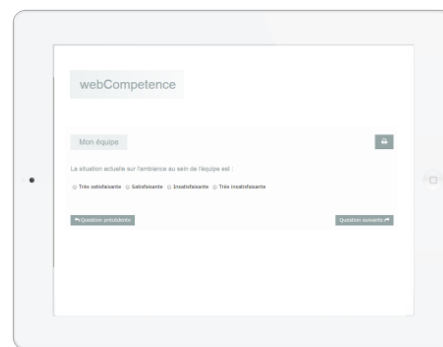 webCompetence
Mon équipe
La situation actuelle sur l'ambiance au sein de l'équipe est :
Très satisfaisante Satisfaisante Insatisfaisante Très insatisfaisante
Question précédente Question suivante